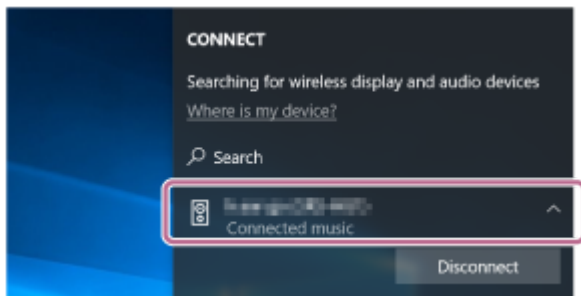 CONNECT
Searching for wireless display and audio devices
Where is my device?
Search
Connected music
Disconnect